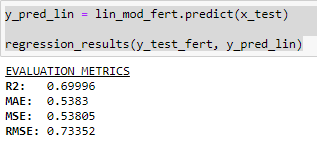 y_pred_lin = lin_mod_fert.predict(x_test)
regression_results(y_test_fert, y_pred_lin)
EVALUATION METRICS
R2: 0.69996
MAE: 0.5383
MSE: 0.53805
RMSE: 0.73352